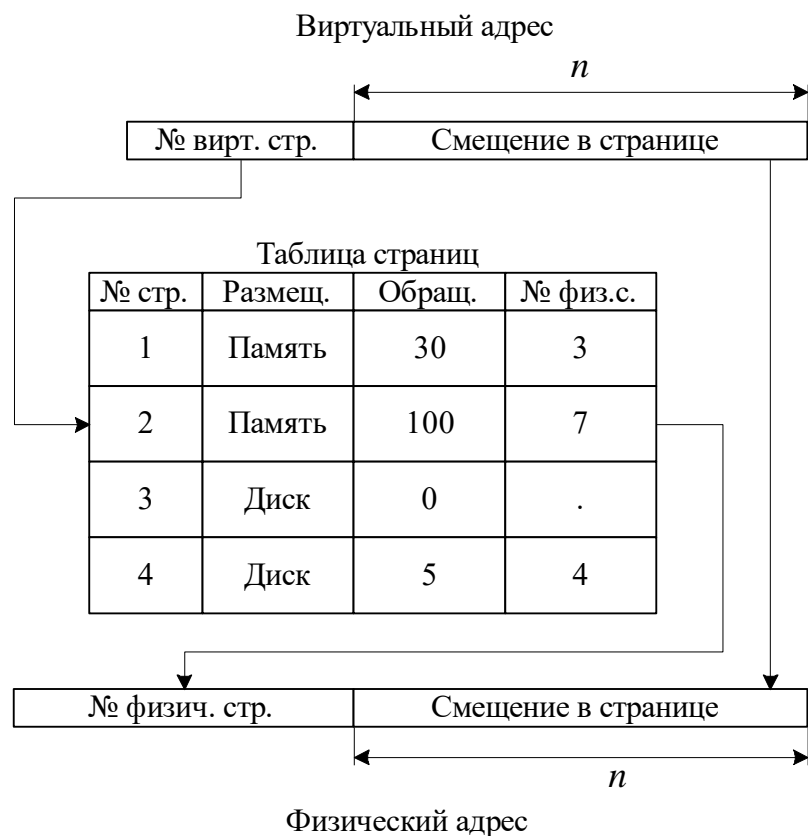 Виртуальный адрес
n
№ вирт. стр. Смещение в странице
Таблица страниц
№ стр. Размещ. Обращ. № физ.с.
1 Память 30 3
2 Память 100 7
3 Диск 0 .
4 Диск 5 4
№ физич. стр. Смещение в странице
n
Физический адрес